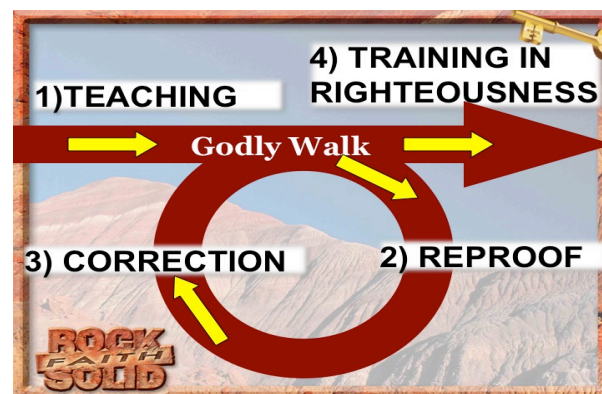 4) TRAINING IN
RIGHTEOUSNESS
1)TEACHING
Godly Walk
3) CORRECTION
2) REPROOF
ROCK
FAITH
SOLID